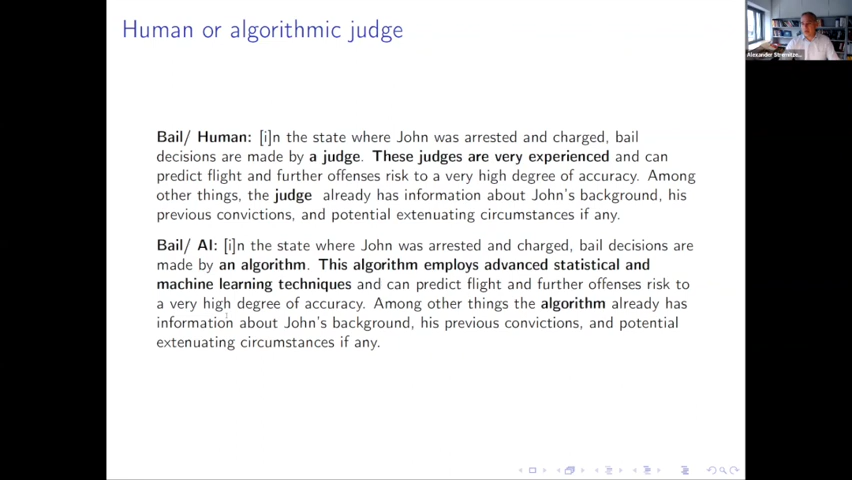 Human or algorithmic judge
Bail/ Human: [i]n the state where John was arrested and charged, bail
decisions are made by a judge. These judges are very experienced and can
predict flight and further offenses risk to a very high degree of accuracy. Among
other things, the judge already has information about John's background, his
previous convictions, and potential extenuating circumstances if any.
Bail/ AI: [i]n the state where John was arrested and charged, bail decisions are
made by an algorithm. This algorithm employs advanced statistical and
machine learning techniques and can predict flight and further offenses risk to
a very high degree of accuracy. Among other things the algorithm already has
information about John's background, his previous convictions, and potential
extenuating circumstances if any.